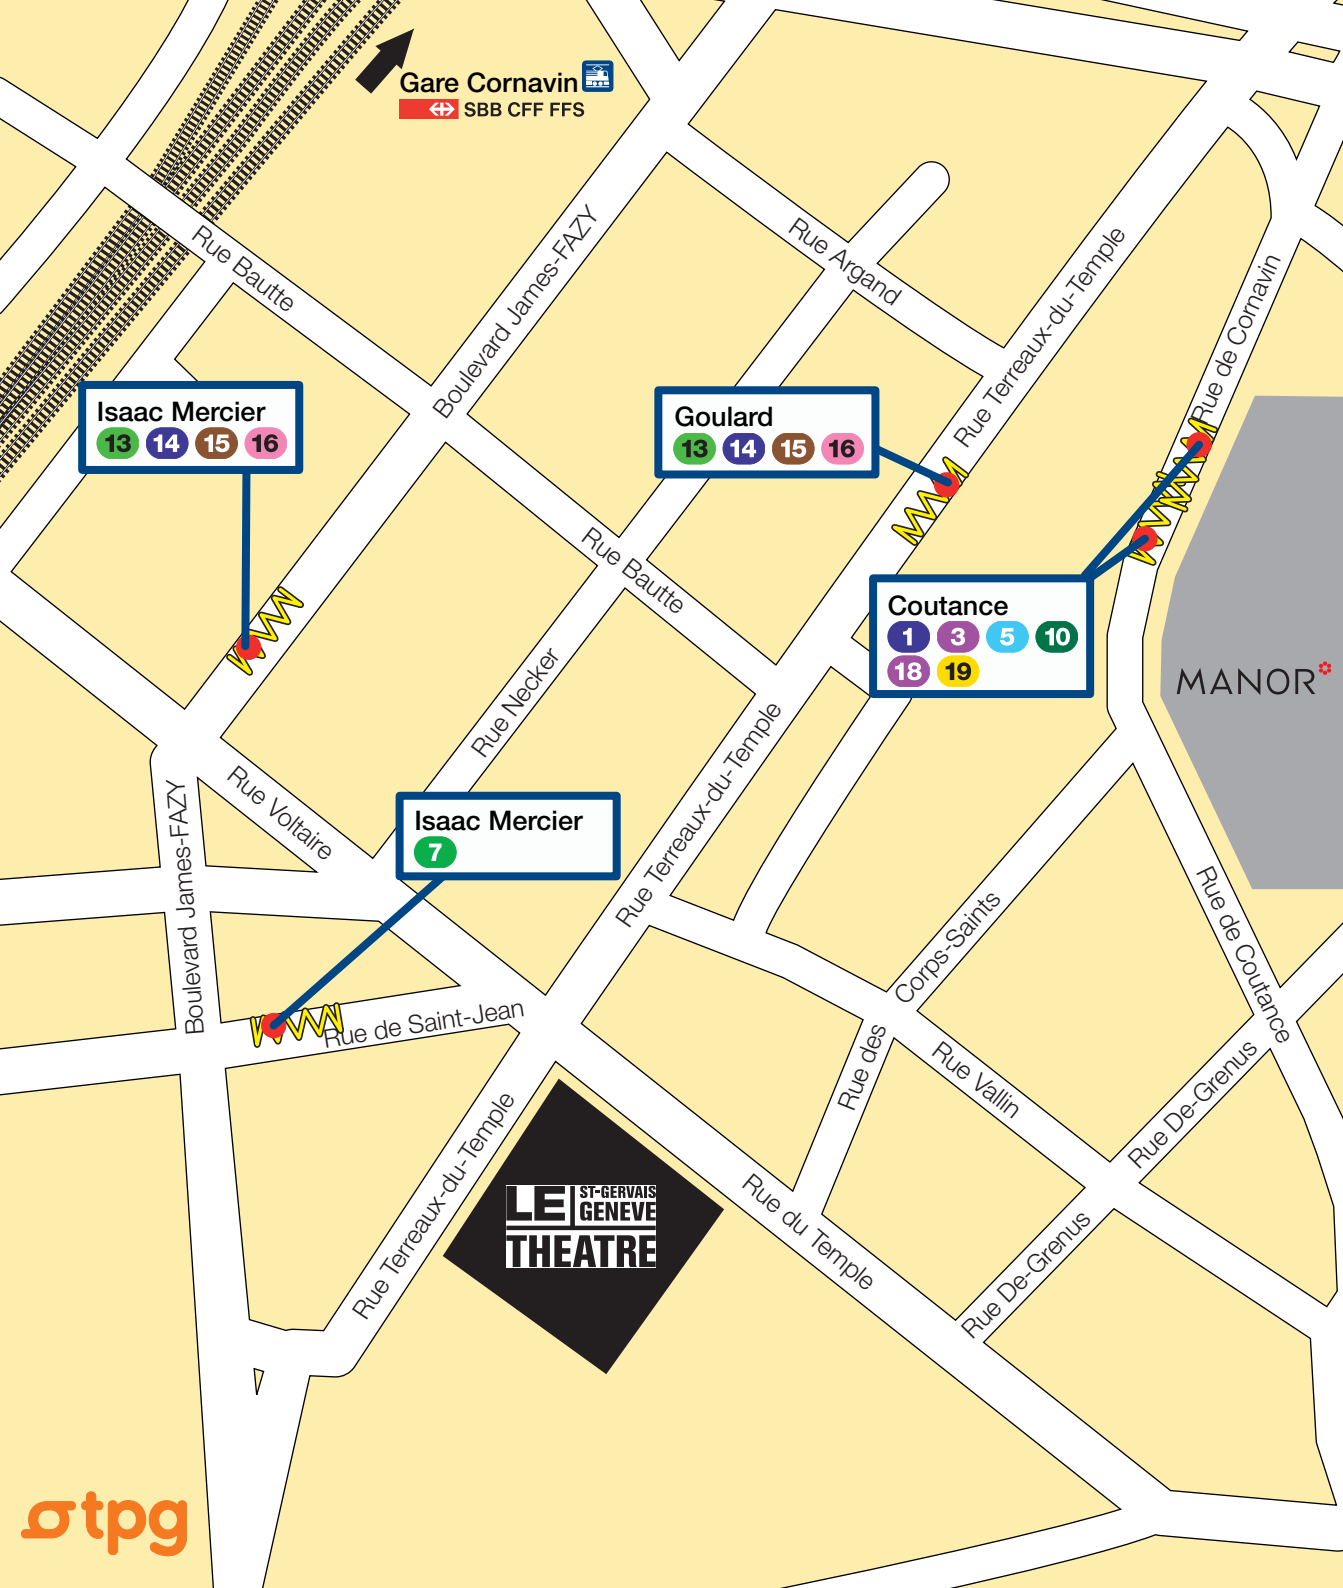 Gare Cornavin
SBB CFF FFS
Rue Bautte
Boulevard James-FAZY
Rue Argand
Rue Terreaux-du-Temple
Rue de Cornavin
Isaac Mercier
13 14 15 16
Goulard
13 14 15 16
Rue Bautte
Coutance
1 3 5 10
18 19
MANOR
Rue Necker
Rue Terreaux-du-Temple
Rue Voltaire
Boulevard James-FAZY
Isaac Mercier
7
Rue de Coutance
Corps-Saints
Rue des
Rue de Saint-Jean
Rue Vallin
Rue De-Grenus
Rue Terreaux-du-Temple
LE ST-GERVAIS
GENEVE
THEATRE
Rue du Temple
Rue De-Grenus
tpg